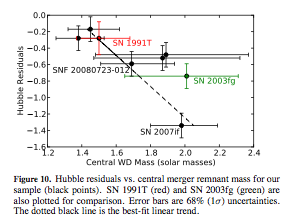 0.0
−0.2
SN 1991T
−0.4
SNF 20080723-012
−0.6
SN 2003fg
−0.8
−1.0
−1.2
SN 2007if
−1.4
−1.6
Hubble Residuals
1.2 1.4 1.6 1.8 2.0 2.2 2.4
Central WD Mass (solar masses)
Figure 10. Hubble residuals vs. central merger remnant mass for our
sample (black points). SN 1991T (red) and SN 2003fg (green) are
also plotted for comparison. Error bars are 68% (1σ) uncertainties.
The dotted black line is the best-fit linear trend.